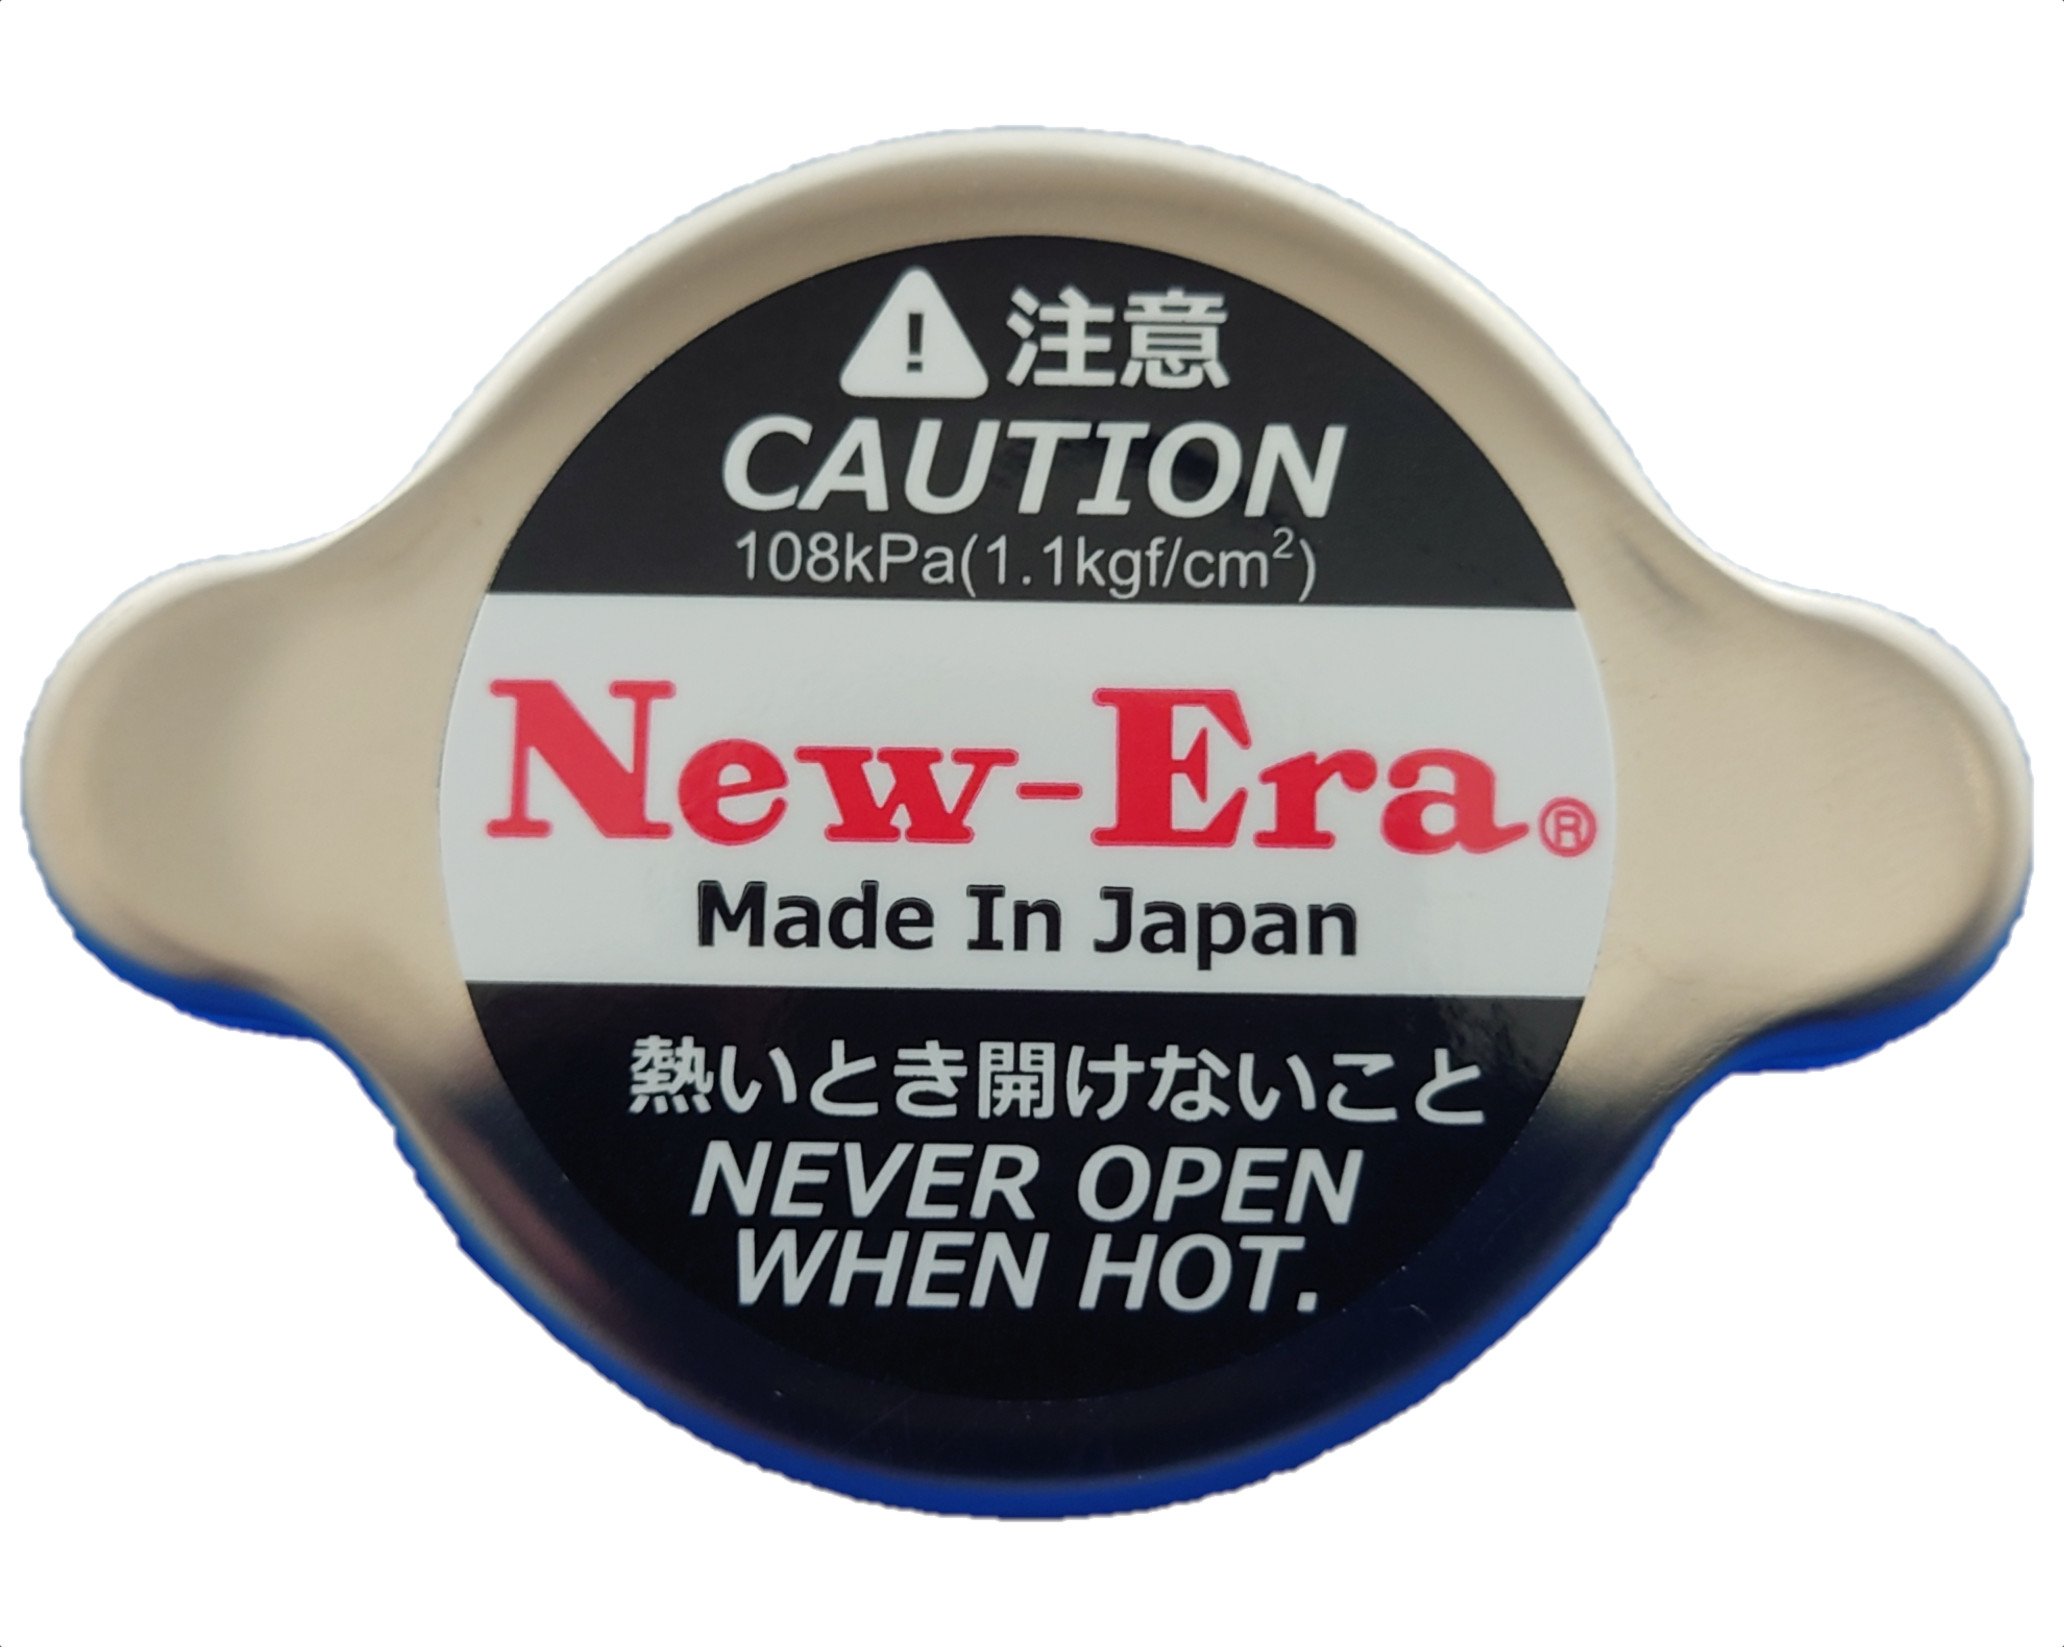 注意
CAUTION
108kPa(1.1kgf/cm²)
New-Era®
Made In Japan
熱いとき開けないこと
NEVER OPEN
WHEN HOT.